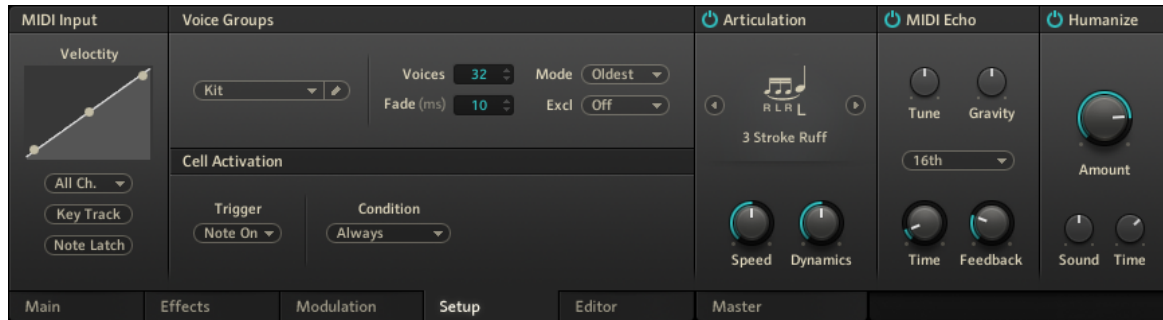 MIDI Input
Veloctity
All Ch.
Key Track
Note Latch
Voice Groups
Kit
Voices 32
Mode Oldest
Fade (ms) 10
Excl Off
Cell Activation
Trigger
Note On
Condition
Always
Articulation
R L R L
3 Stroke Ruff
Speed Dynamics
MIDI Echo
Tune Gravity
16th
Time Feedback
Humanize
Amount
Sound Time
Main Effects Modulation Setup Editor Master